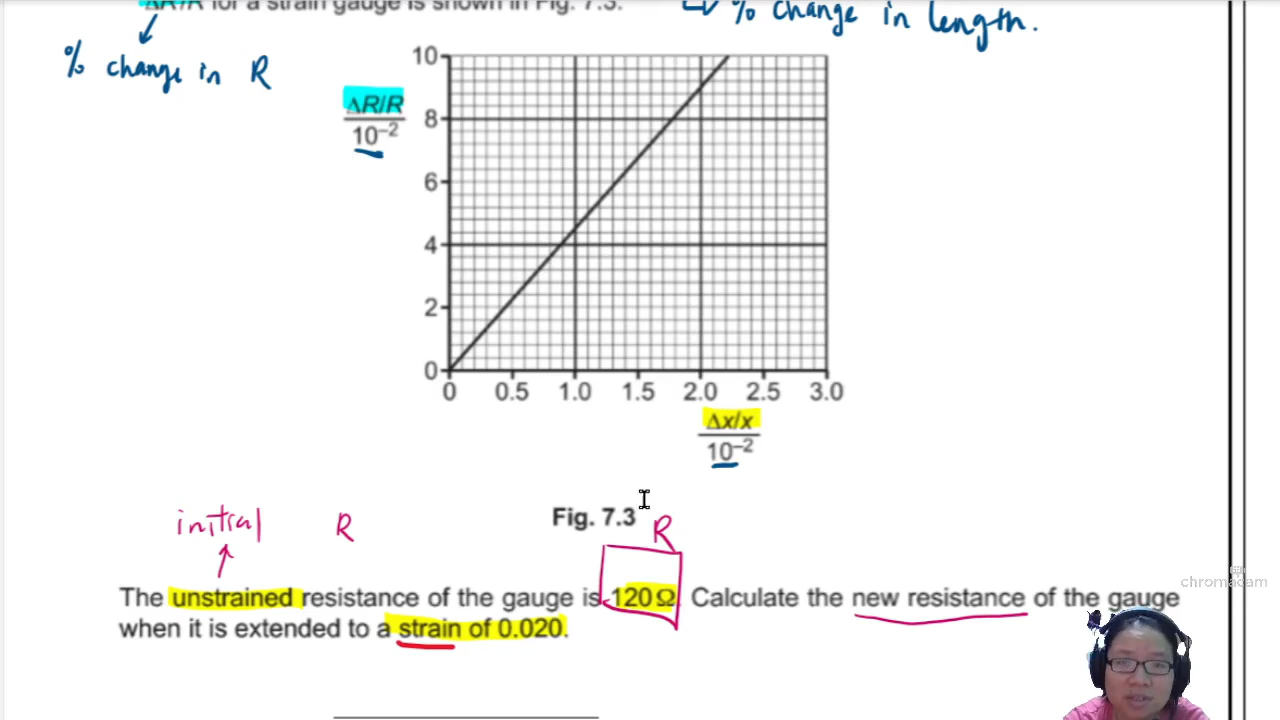 ΔR/R for a strain gauge is shown in Fig. 7.3.
% change in length.
% change in R
ΔR/R
10⁻²
10
8
6
4
2
0
0 0.5 1.0 1.5 2.0 2.5 3.0
Δx/x
10⁻²
Fig. 7.3
initial R
R
The unstrained resistance of the gauge is 120 Ω. Calculate the new resistance of the gauge
when it is extended to a strain of 0.020.
chromadam